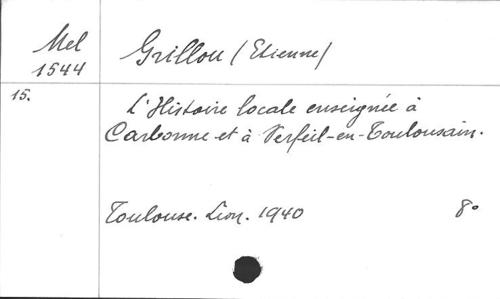 Mel
1544
Grillou (Etienne)
15.
L'Histoire locale enseignée à
Carbonne et à Verfeil-en-Toulousain.
Toulouse. Lion. 1940 8°